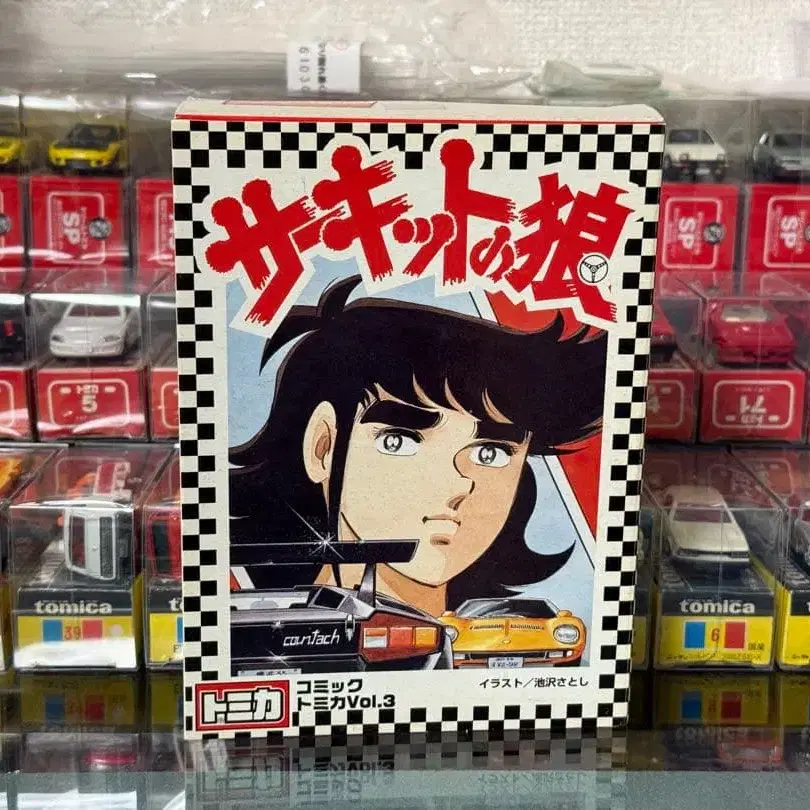 サーキットの狼
countach
トミカ
コミック
トミカVol.3
イラスト/池沢さとし
SP
SP
5
71
tomica
39
tomica
6
国産